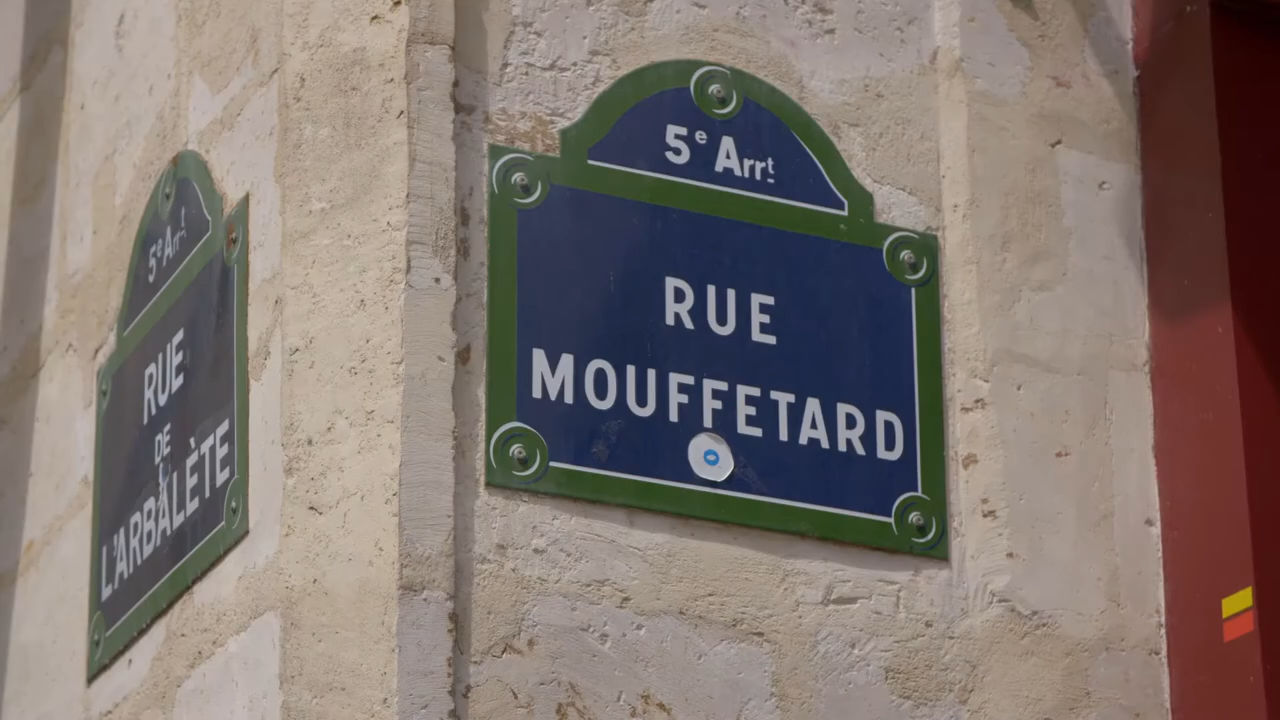 5e Arrt
RUE
DE
L'ARBALÈTE
5e Arrt
RUE
MOUFFETARD